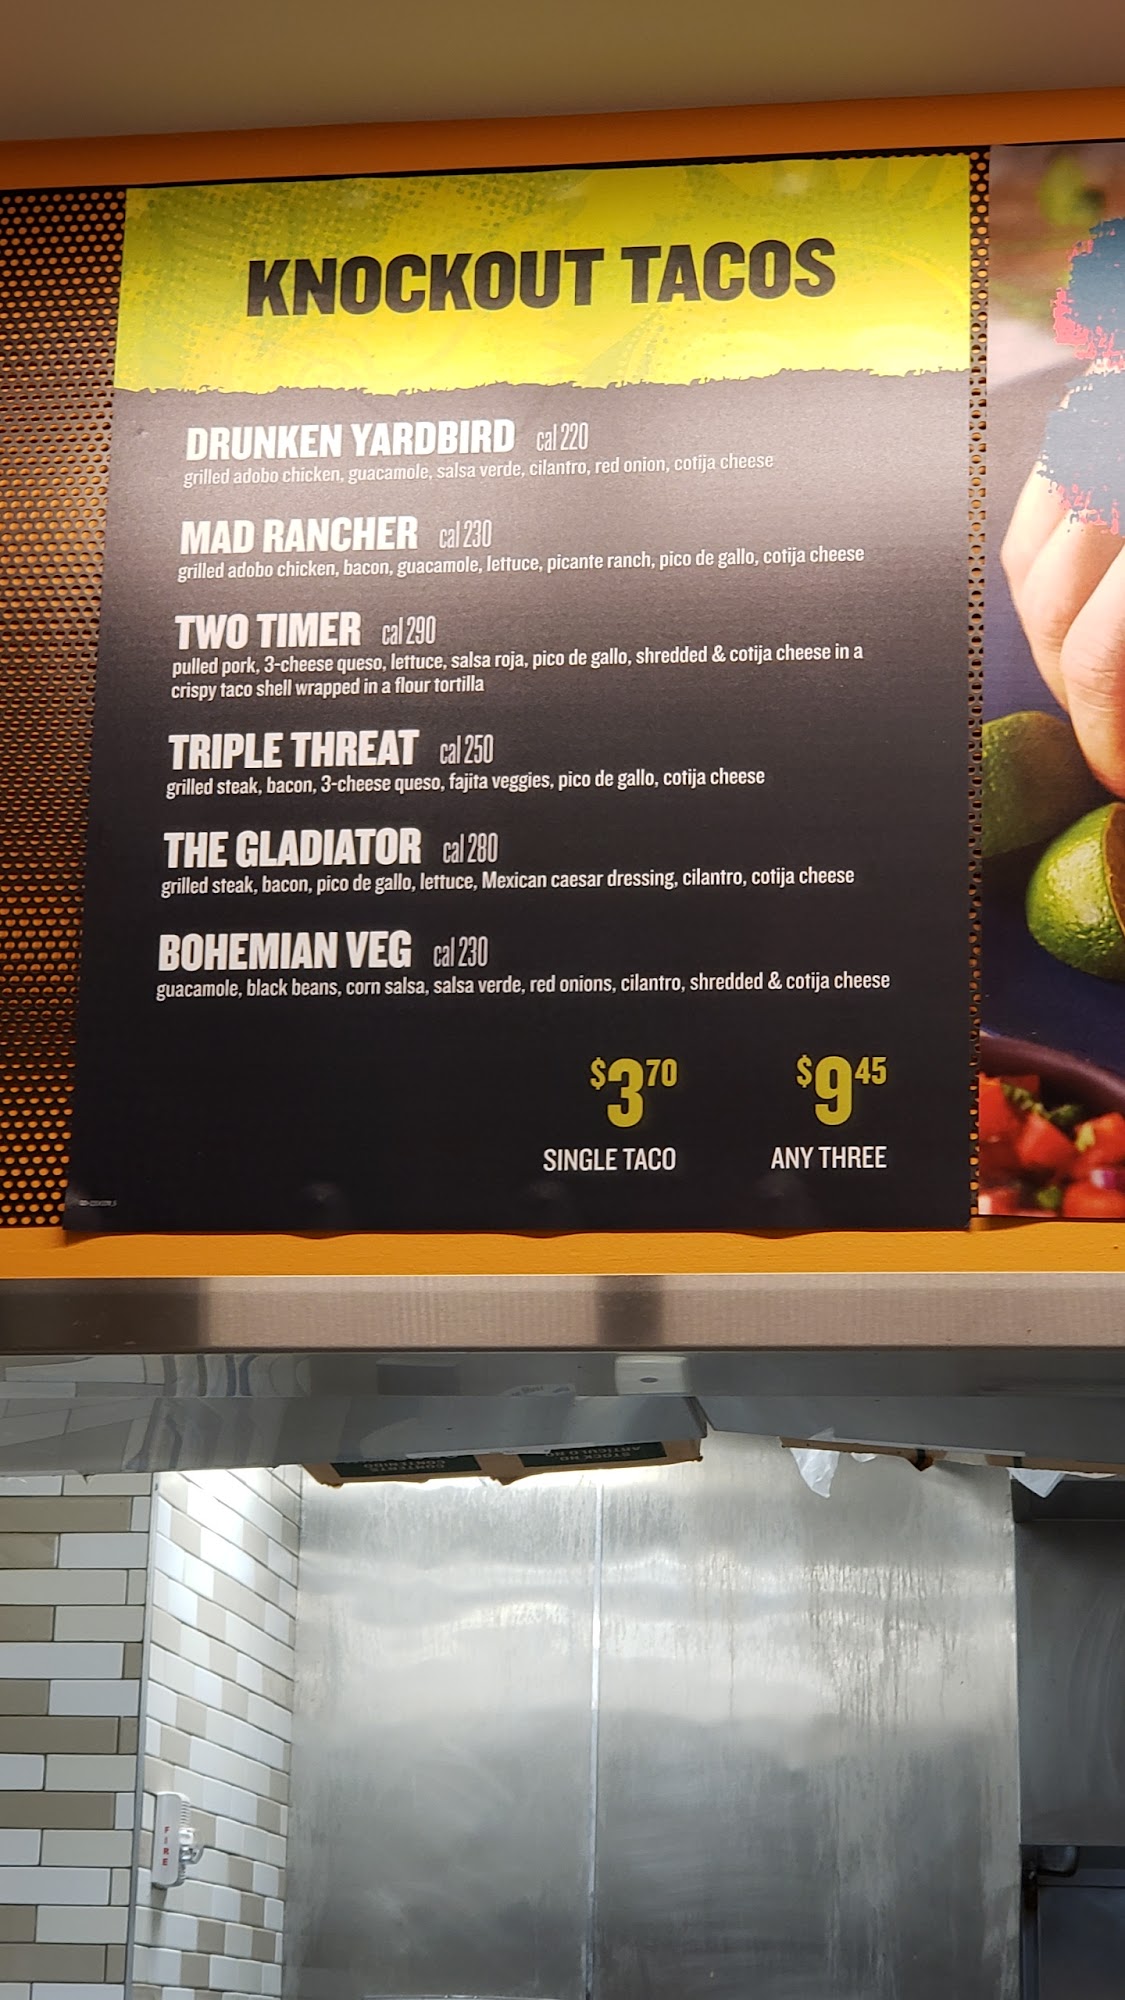 KNOCKOUT TACOS
DRUNKEN YARDBIRD cal 220
grilled adobo chicken, guacamole, salsa verde, cilantro, red onion, cotija cheese
MAD RANCHER cal 230
grilled adobo chicken, bacon, guacamole, lettuce, picante ranch, pico de gallo, cotija cheese
TWO TIMER cal 290
pulled pork, 3-cheese queso, lettuce, salsa roja, pico de gallo, shredded & cotija cheese in a
crispy taco shell wrapped in a flour tortilla
TRIPLE THREAT cal 250
grilled steak, bacon, 3-cheese queso, fajita veggies, pico de gallo, cotija cheese
THE GLADIATOR cal 280
grilled steak, bacon, pico de gallo, lettuce, Mexican caesar dressing, cilantro, cotija cheese
BOHEMIAN VEG cal 230
guacamole, black beans, corn salsa, salsa verde, red onions, cilantro, shredded & cotija cheese
$3 70 $9 45
SINGLE TACO ANY THREE
STOCK NO.
ARTICULO NO.
CONTENTS
CONTENIDO
FIRE